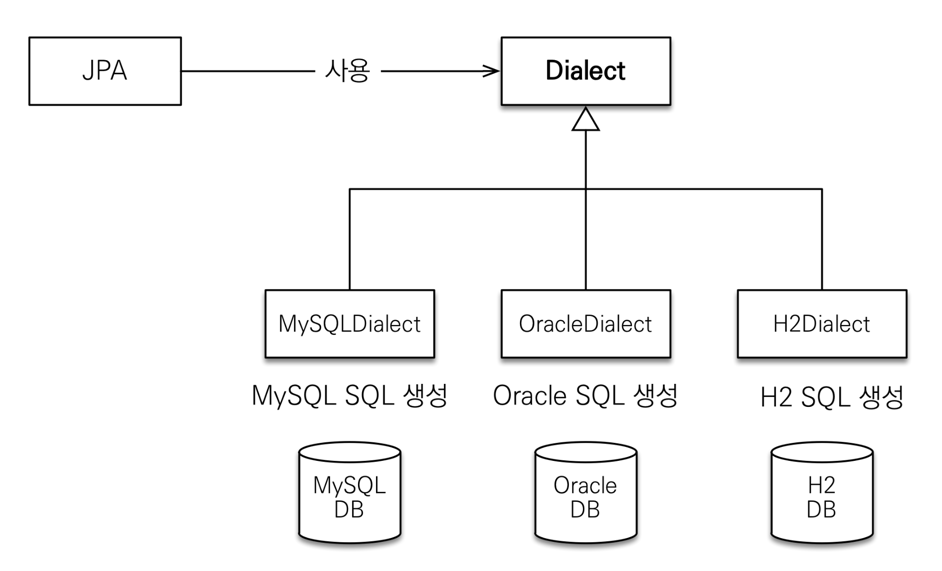 JPA
사용
Dialect
MySQLDialect
OracleDialect
H2Dialect
MySQL SQL 생성
Oracle SQL 생성
H2 SQL 생성
MySQL
DB
Oracle
DB
H2
DB